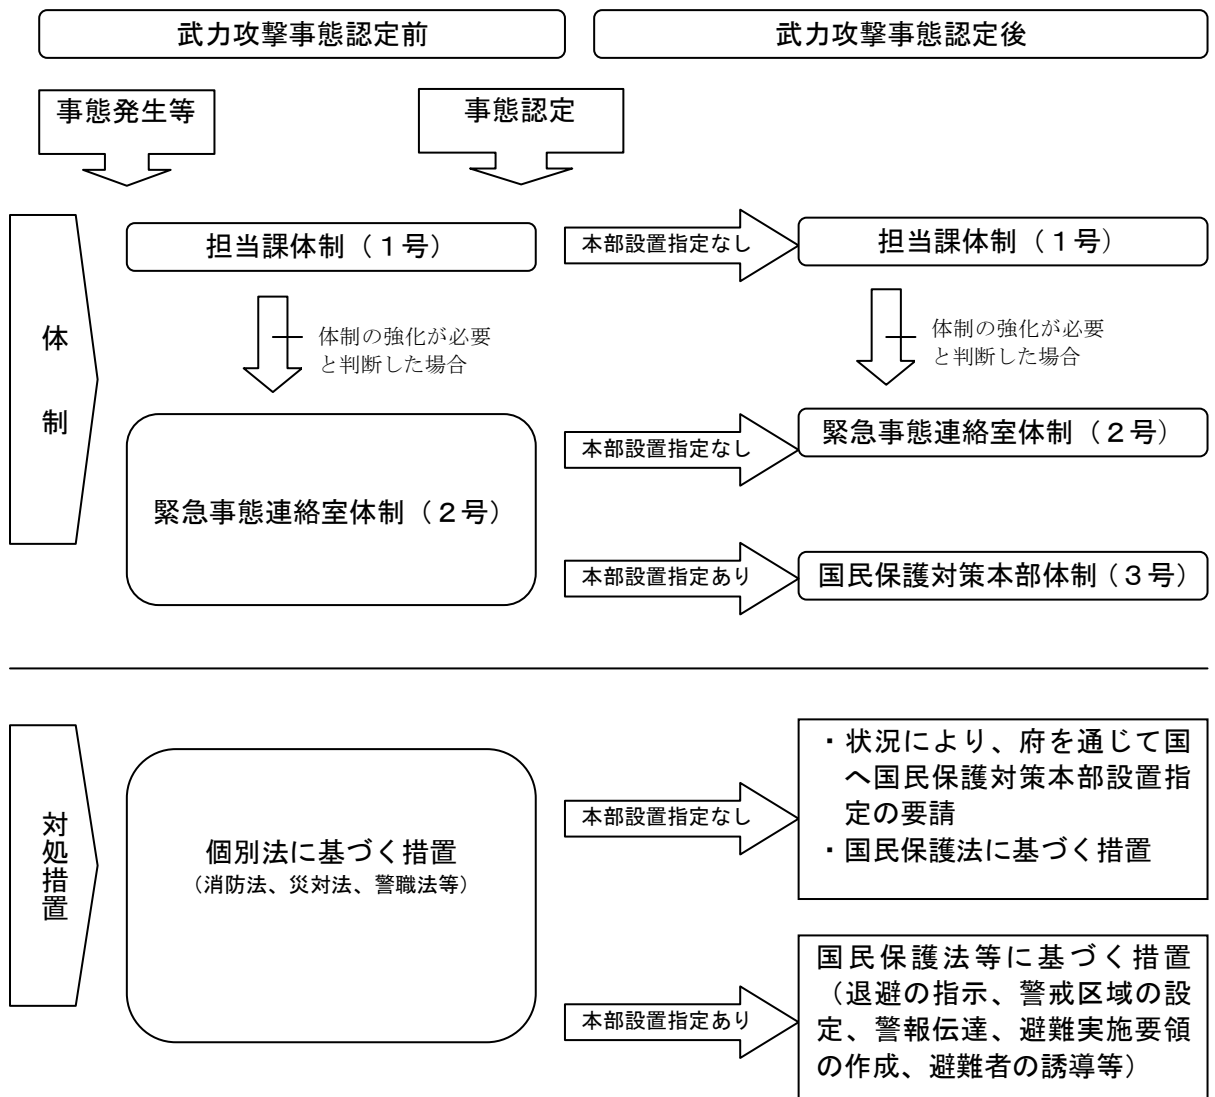 武力攻撃事態認定前
武力攻撃事態認定後
事態発生等
事態認定
体制
担当課体制（１号）
本部設置指定なし
担当課体制（１号）
体制の強化が必要
と判断した場合
体制の強化が必要
と判断した場合
緊急事態連絡室体制（２号）
本部設置指定なし
緊急事態連絡室体制（２号）
本部設置指定あり
国民保護対策本部体制（３号）
対処措置
個別法に基づく措置
（消防法、災対法、警職法等）
本部設置指定なし
・状況により、府を通じて国
へ国民保護対策本部設置指
定の要請
・国民保護法に基づく措置
本部設置指定あり
国民保護法等に基づく措置
（退避の指示、警戒区域の設
定、警報伝達、避難実施要領
の作成、避難者の誘導等）